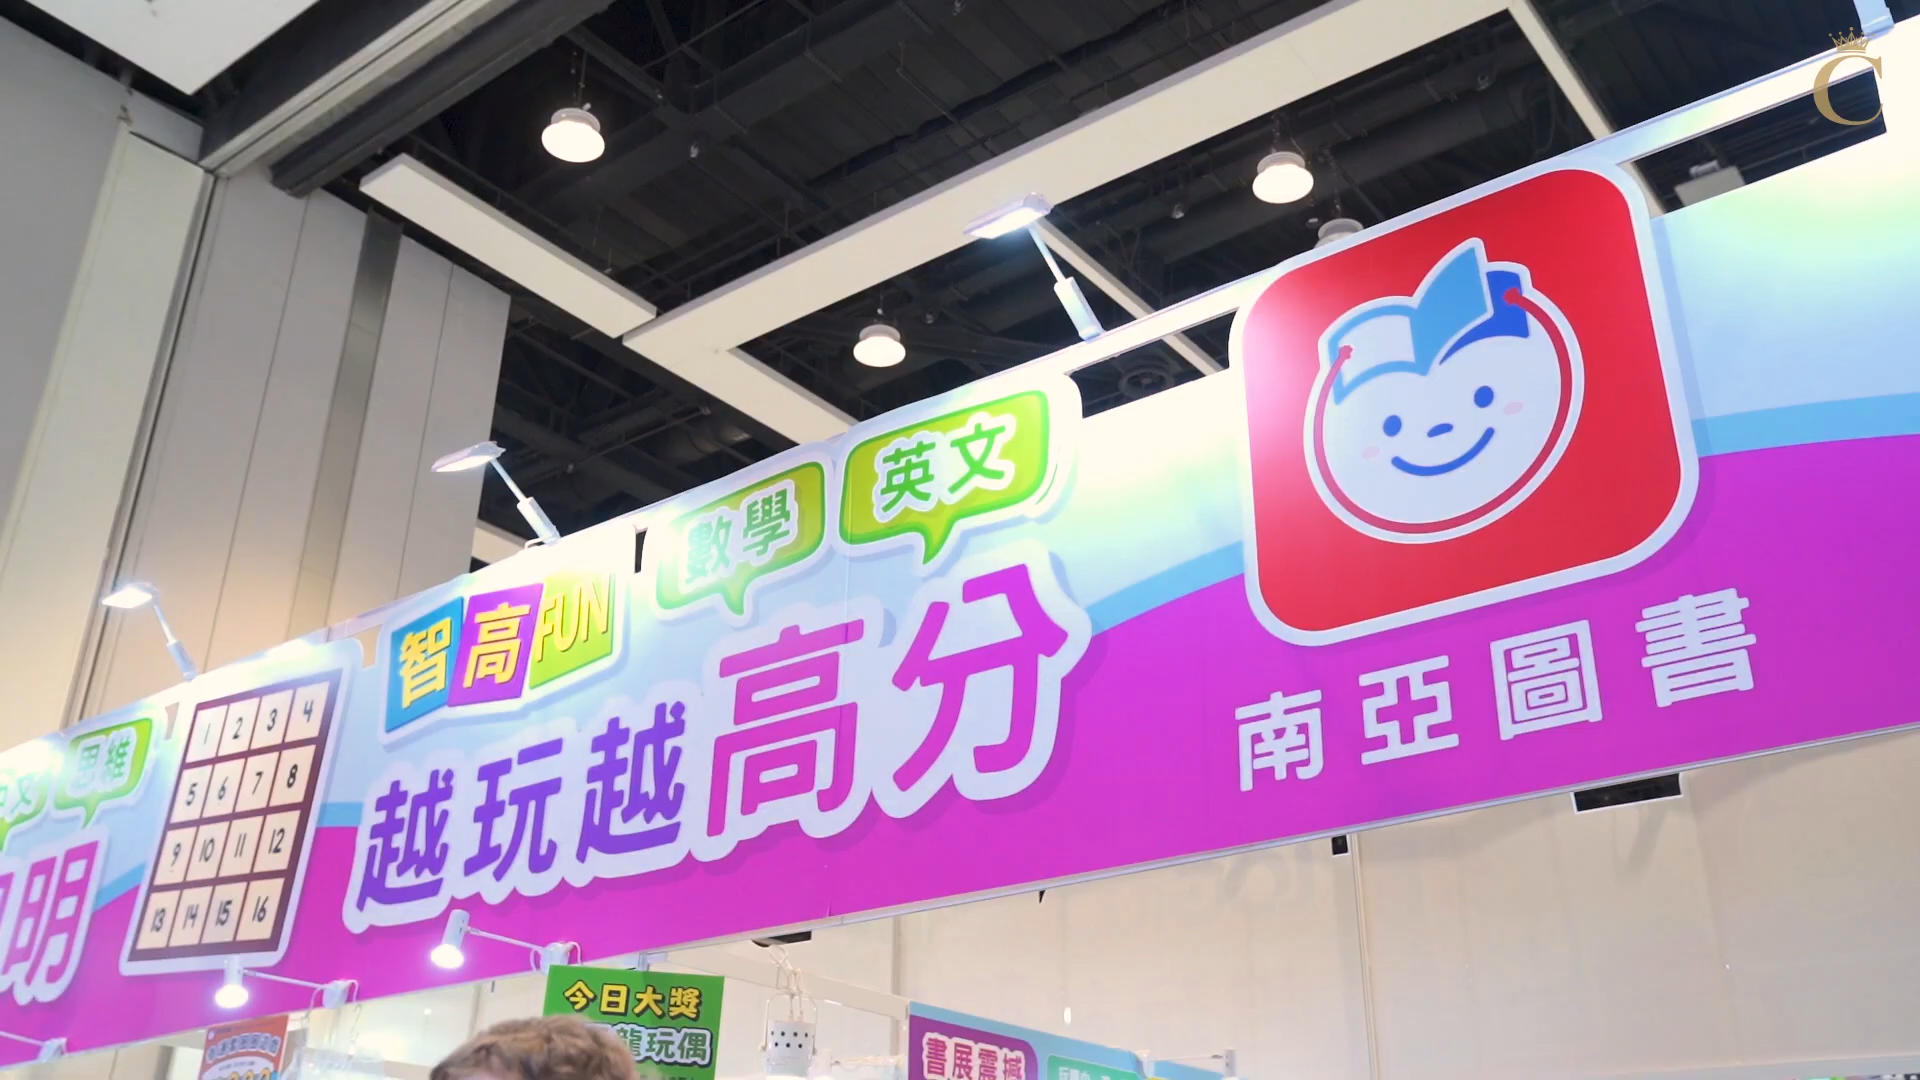 思維
明
1 2 3 4
5 6 7 8
9 10 11 12
13 14 15 16
智高FUN
數學
英文
越玩越高分
南亞圖書
今日大獎
龍玩偶
書展震撼
C